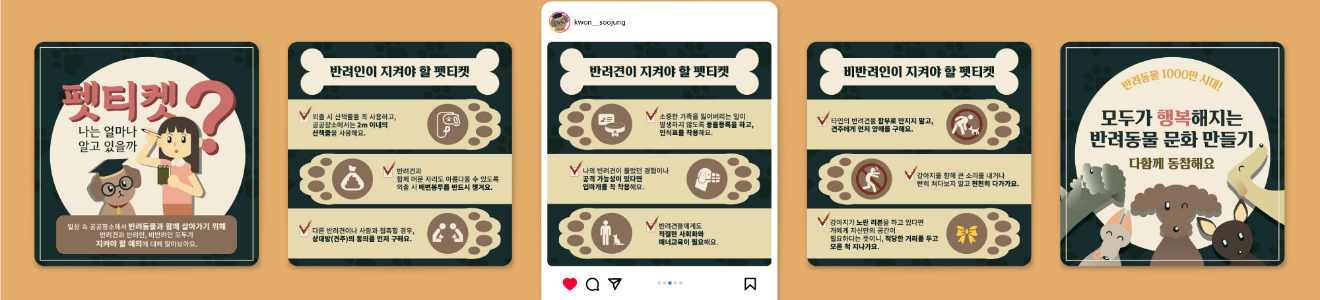 펫티켓?
나는 얼마나
알고 있을까
일상 속 공공장소에서 반려동물과 함께 살아가기 위해
반려견과 반려인, 비반려인 모두가
지켜야 할 예의에 대해 알아보아요.
반려인이 지켜야 할 펫티켓
외출 시 산책줄을 꼭 사용하고,
공공장소에서는 2m 이내의
산책줄을 사용해요.
반려견과
함께 머문 자리도 아름다울 수 있도록
외출 시 배변봉투를 반드시 챙겨요.
다른 반려견이나 사람과 접촉할 경우,
상대방(견주)의 동의를 먼저 구해요.
kwon__soojung
반려견이 지켜야 할 펫티켓
소중한 가족을 잃어버리는 일이
발생하지 않도록 동물등록을 하고,
인식표를 착용해요.
나의 반려견이 물었던 경험이나
공격 가능성이 있다면
입마개를 꼭 착용해요.
반려견들에게도
적절한 사회화와
매너교육이 필요해요.
비반려인이 지켜야 할 펫티켓
타인의 반려견을 함부로 만지지 말고,
견주에게 먼저 양해를 구해요.
강아지를 향해 큰 소리를 내거나
빤히 쳐다보지 말고 천천히 다가가요.
강아지가 노란 리본을 하고 있다면
저에게 자신만의 공간이
필요하다는 뜻이니, 적당한 거리를 두고
모른 척 지나가요.
반려동물 1000만 시대!
모두가 행복해지는
반려동물 문화 만들기,
다함께 동참해요